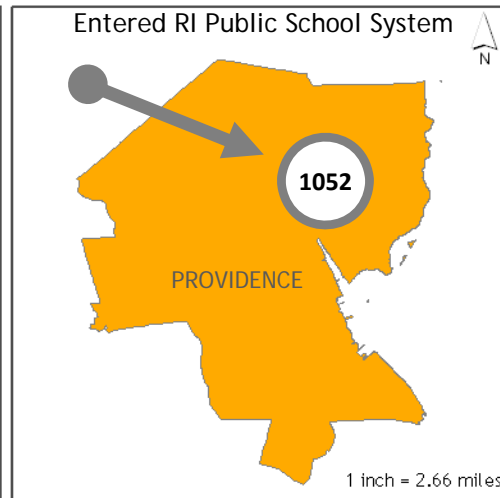 Entered RI Public School System
N
1052
PROVIDENCE
1 inch = 2.66 miles